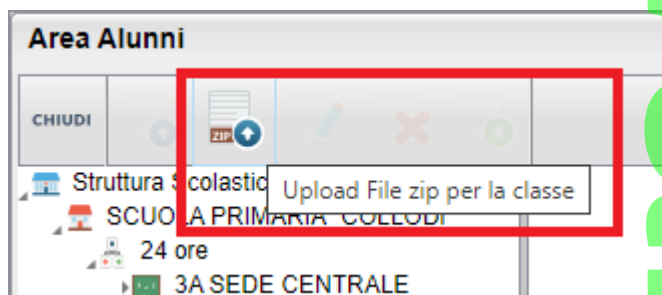 Area Alunni
CHIUDI
ZIP
Upload File zip per la classe
Struttura Scolastic
SCUOLA PRIMARIA "COLLODI"
24 ore
3A SEDE CENTRALE